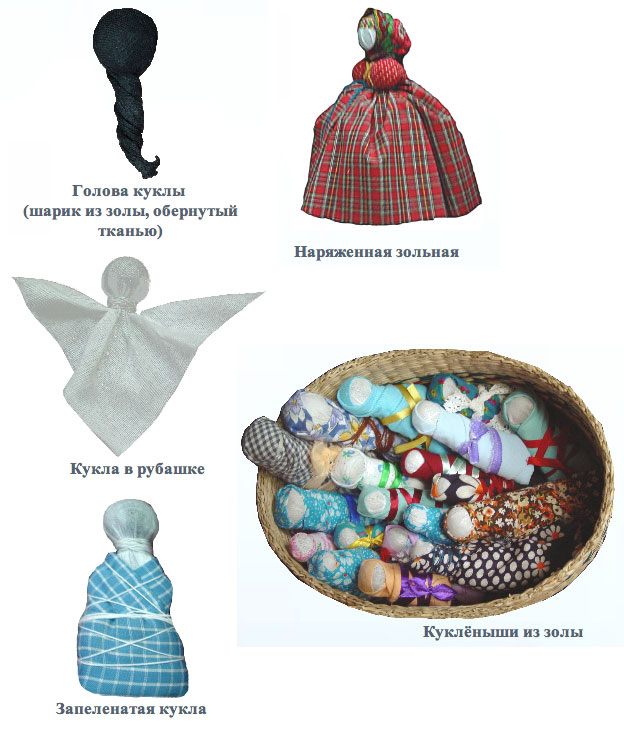 Голова куклы
(шарик из золы, обернутый
тканью)
Наряженная зольная
Кукла в рубашке
Куклёныши из золы
Запеленатая кукла